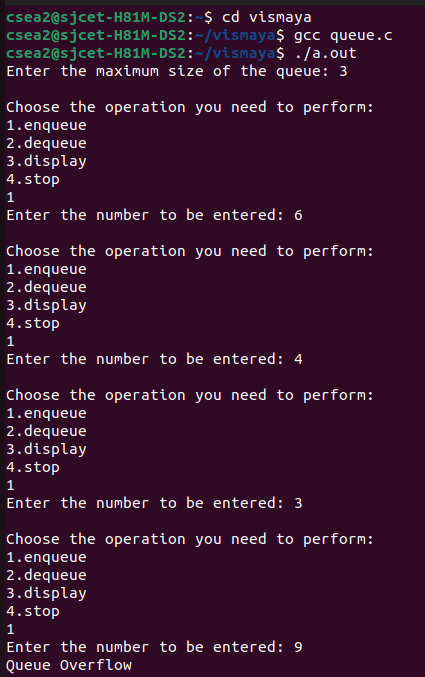 csea2@sjcet-H81M-DS2:~$ cd vismaya
csea2@sjcet-H81M-DS2:~/vismaya$ gcc queue.c
csea2@sjcet-H81M-DS2:~/vismaya$ ./a.out
Enter the maximum size of the queue: 3

Choose the operation you need to perform:
1.enqueue
2.dequeue
3.display
4.stop
1
Enter the number to be entered: 6

Choose the operation you need to perform:
1.enqueue
2.dequeue
3.display
4.stop
1
Enter the number to be entered: 4

Choose the operation you need to perform:
1.enqueue
2.dequeue
3.display
4.stop
1
Enter the number to be entered: 3

Choose the operation you need to perform:
1.enqueue
2.dequeue
3.display
4.stop
1
Enter the number to be entered: 9
Queue Overflow